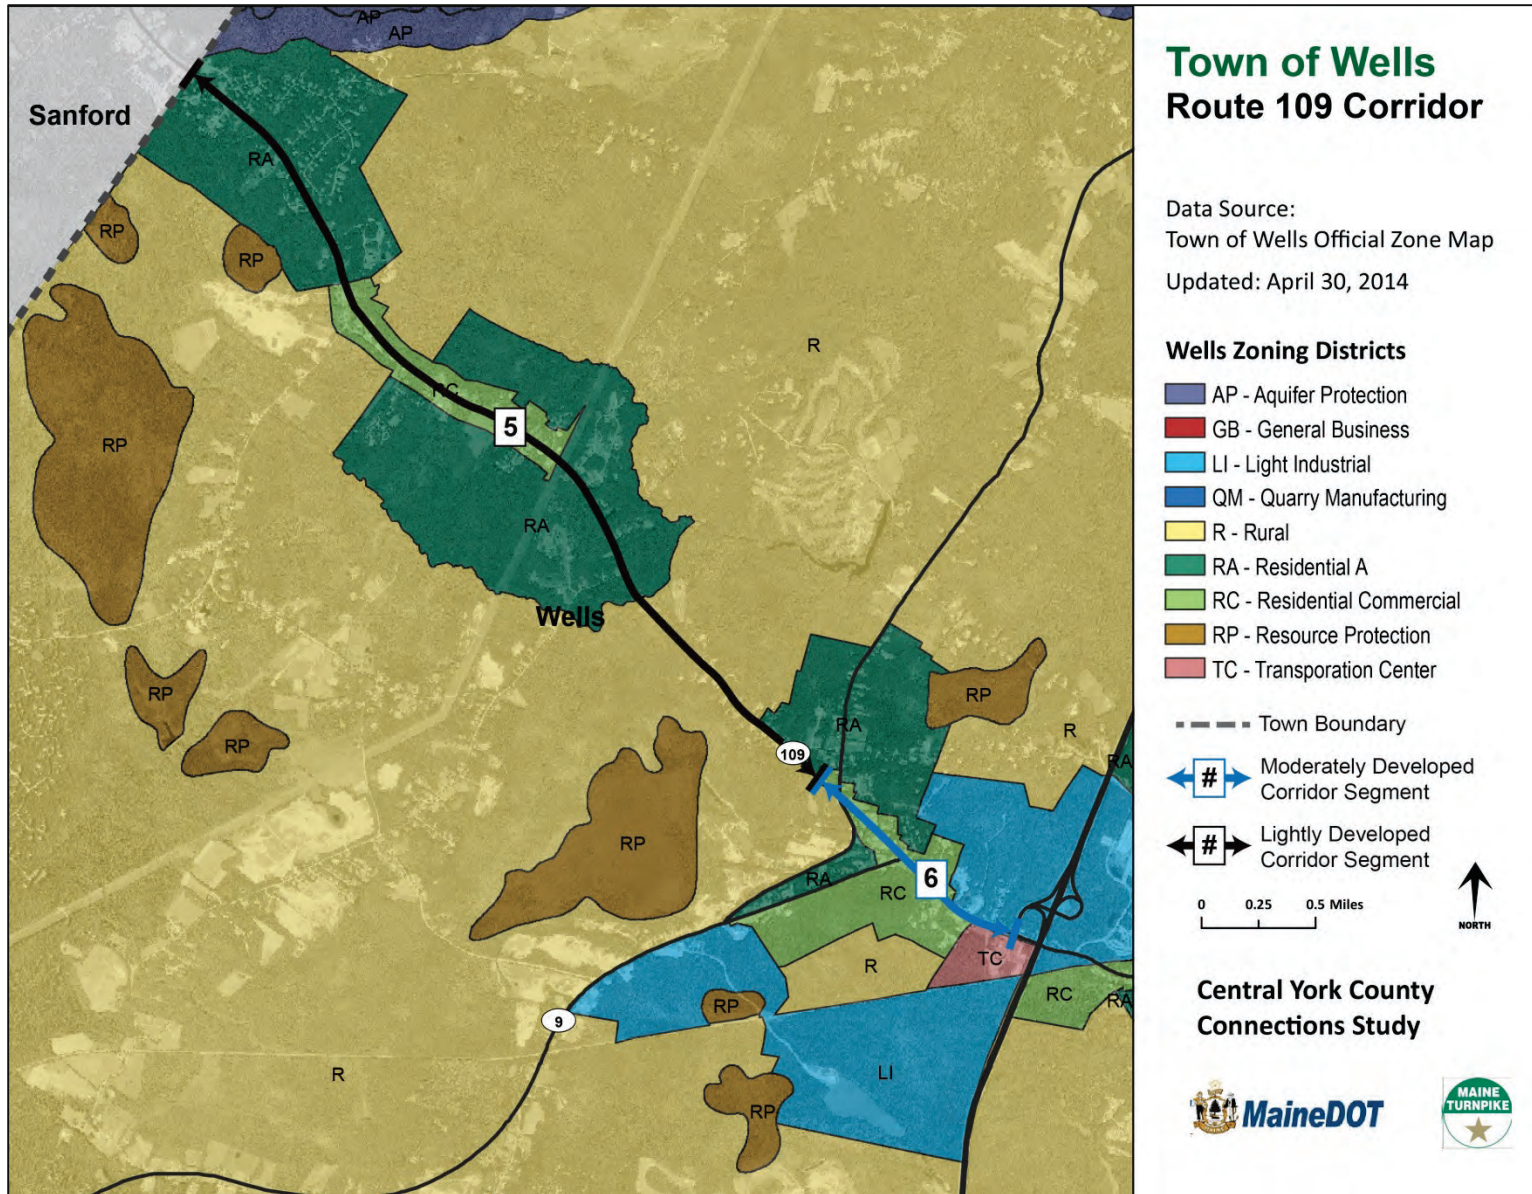 AP
AP
Sanford
RA
RP
RP
R
RC
5
RP
RA
Wells
RP
RP
RA
RP
R
109
RA
RP
6
RA
RC
R
TC
RP
RC
RA
9
R
LI
RP
Town of Wells
Route 109 Corridor
Data Source:
Town of Wells Official Zone Map
Updated: April 30, 2014
Wells Zoning Districts
AP - Aquifer Protection
GB - General Business
LI - Light Industrial
QM - Quarry Manufacturing
R - Rural
RA - Residential A
RC - Residential Commercial
RP - Resource Protection
TC - Transporation Center
Town Boundary
# Moderately Developed
Corridor Segment
# Lightly Developed
Corridor Segment
0 0.25 0.5 Miles
NORTH
Central York County
Connections Study
MaineDOT
MAINE
TURNPIKE